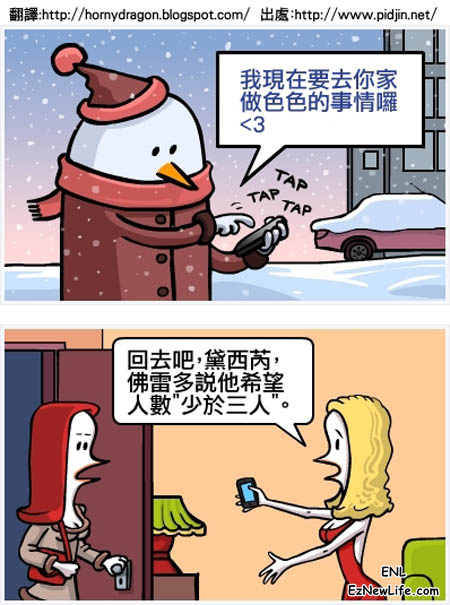 翻譯:http://hornydragon.blogspot.com/ 出處:http://www.pidjin.net/
我現在要去你家
做色色的事情囉
<3
TAP
TAP
TAP
回去吧,黛西芮,
佛雷多説他希望
人數"少於三人"。
ENL
EzNewLife.com